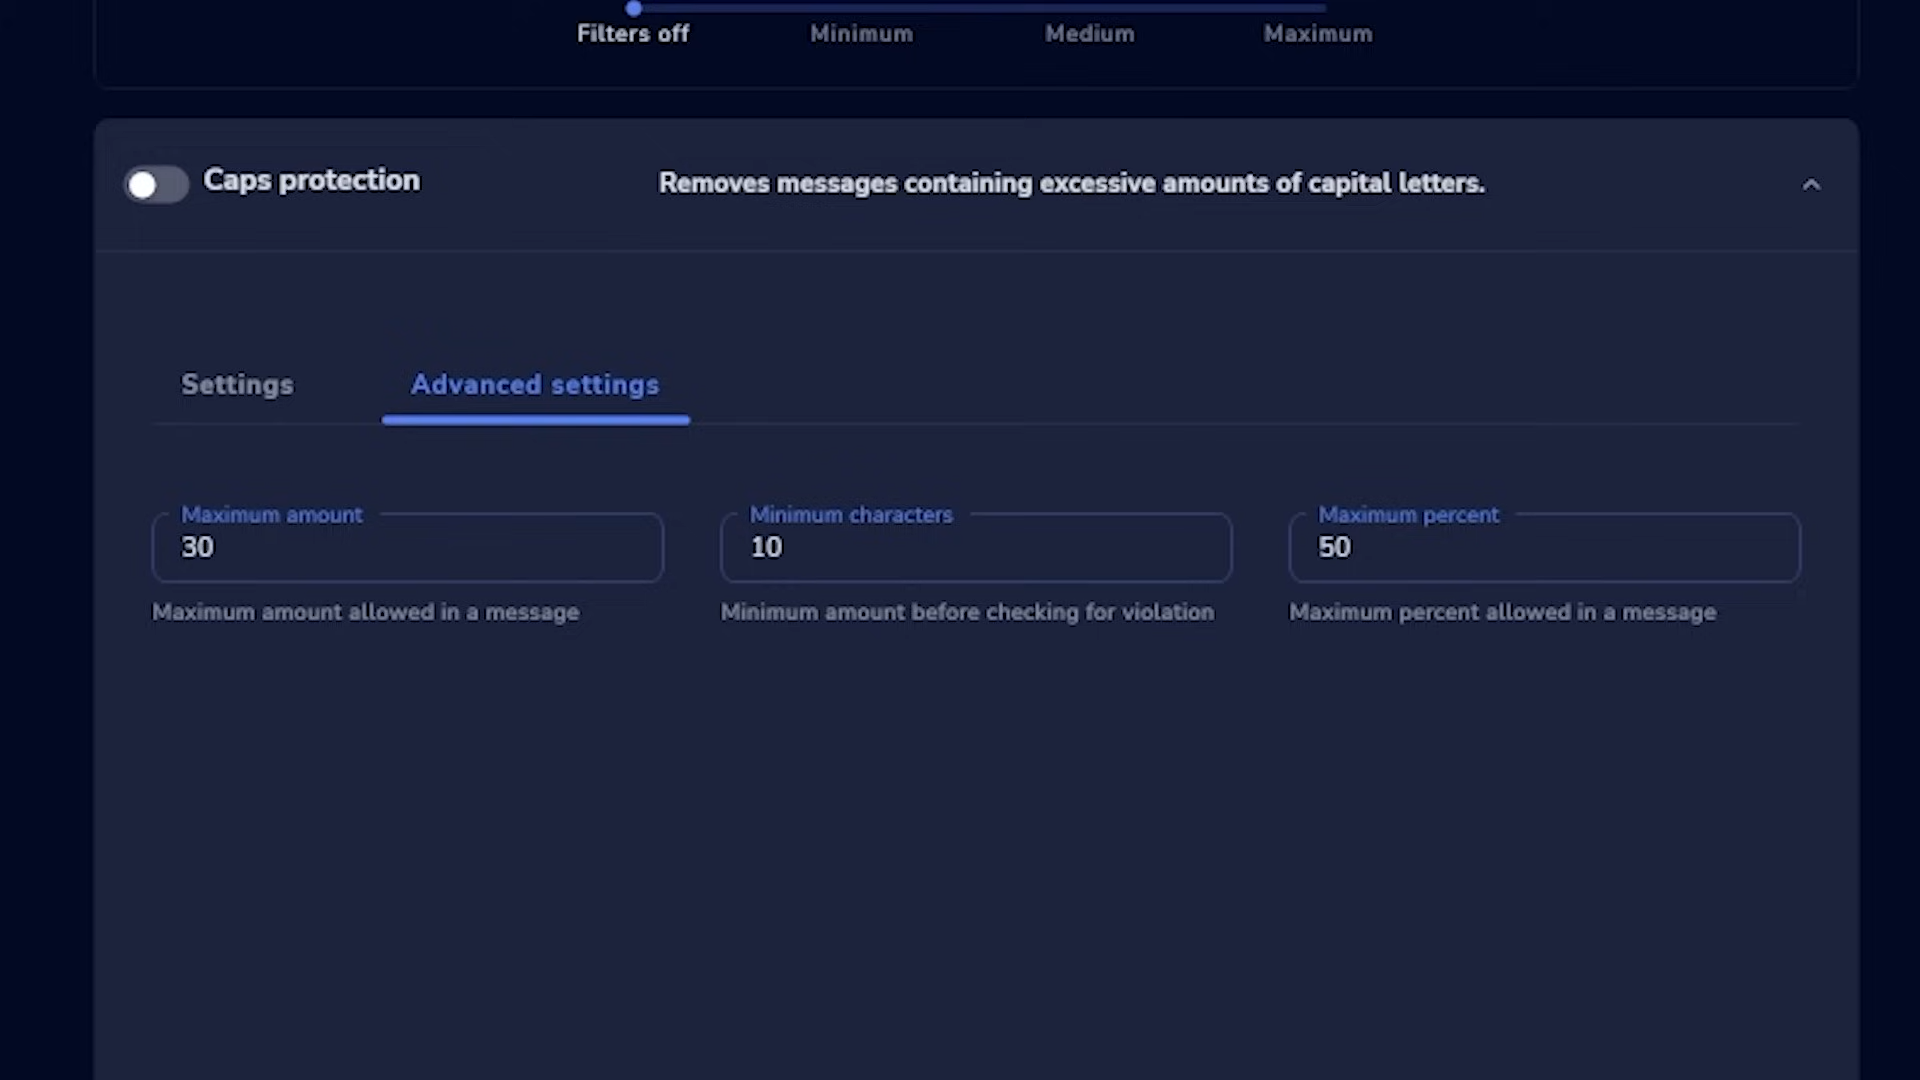 Filters off Minimum Medium Maximum
Caps protection Removes messages containing excessive amounts of capital letters.
Settings Advanced settings
Maximum amount Minimum characters Maximum percent
30 10 50
Maximum amount allowed in a message Minimum amount before checking for violation Maximum percent allowed in a message